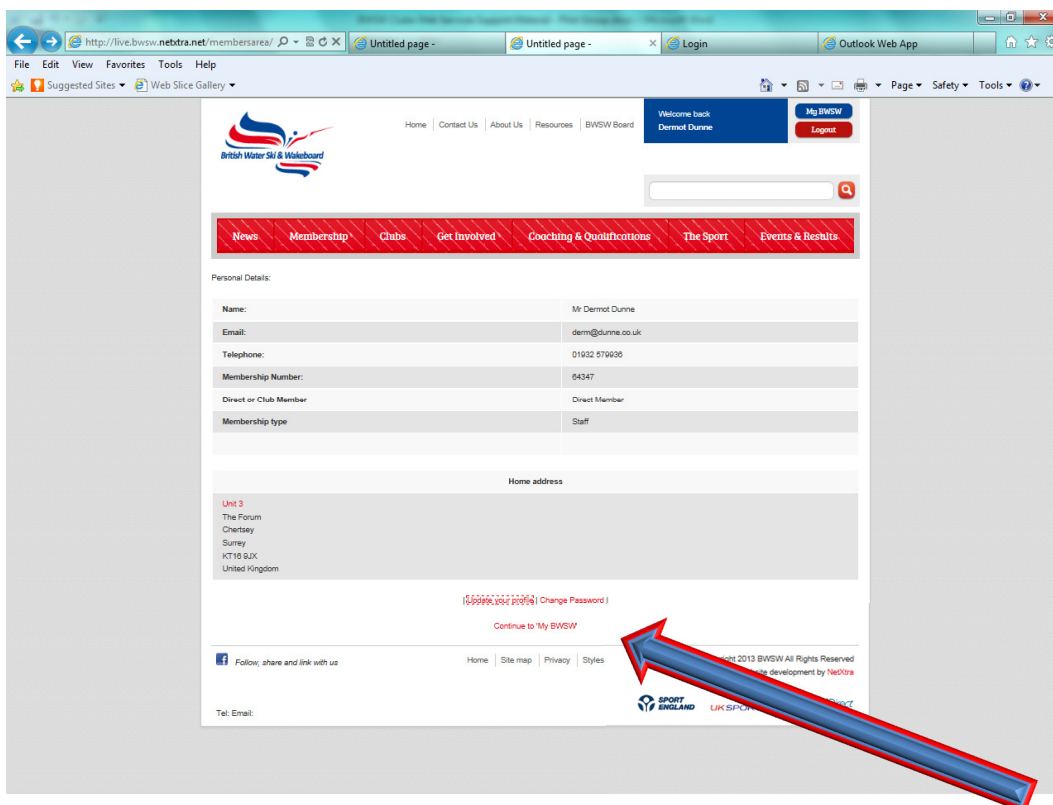 http://live.bwsw.netxtra.net/membersarea/
Untitled page -
Untitled page -
Login
Outlook Web App
File Edit View Favorites Tools Help
Suggested Sites Web Slice Gallery
Page Safety Tools
British Water Ski & Wakeboard
Home Contact Us About Us Resources BWSW Board
Welcome back
Dermot Dunne
My BWSW
Logout
News Membership Clubs Get Involved Coaching & Qualifications The Sport Events & Results
Personal Details:
Name: Mr Dermot Dunne
Email: derm@dunne.co.uk
Telephone: 01932 579936
Membership Number: 64347
Direct or Club Member Direct Member
Membership type Staff
Home address
Unit 3
The Forum
Chertsey
Surrey
KT16 9JX
United Kingdom
| Update your profile | Change Password |
Continue to 'My BWSW'
Follow, share and link with us
Home Site map Privacy Styles
2013 BWSW All Rights Reserved
development by NetXtra
Tel: Email:
SPORT
ENGLAND